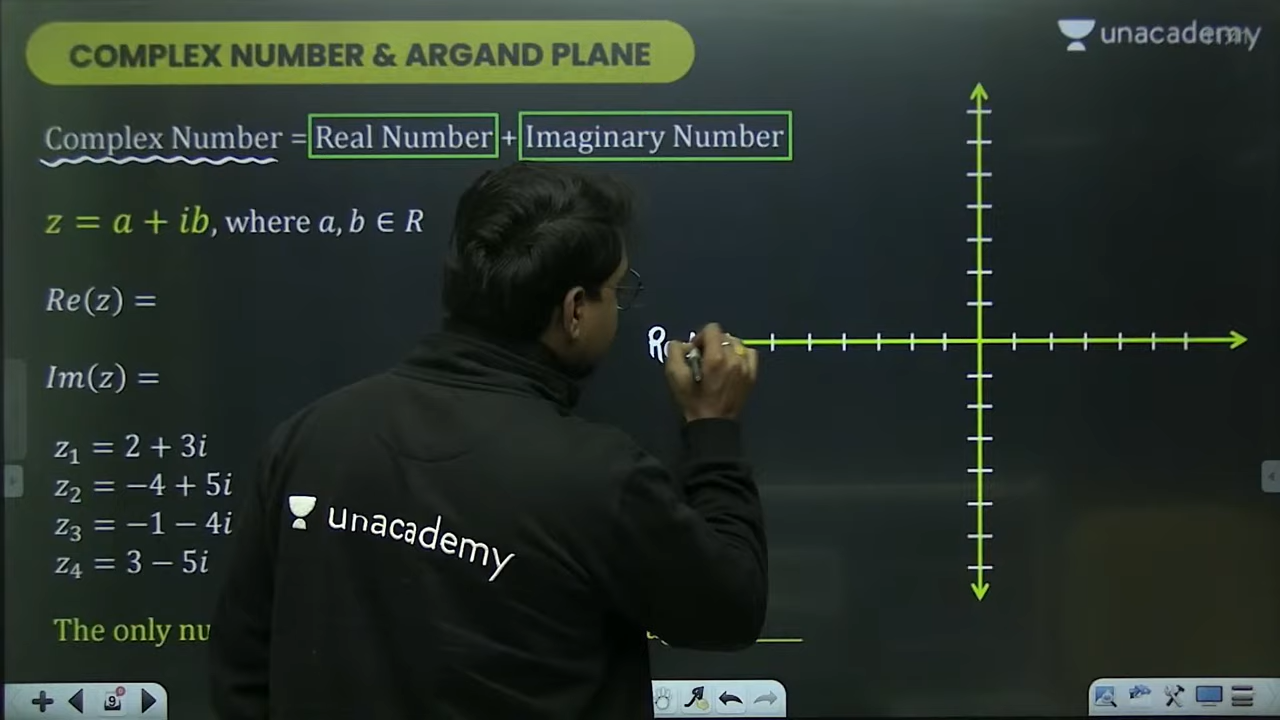 COMPLEX NUMBER & ARGAND PLANE
unacademy
Complex Number = Real Number + Imaginary Number
z = a + ib, where a, b ∈ R
Re(z) =
Im(z) =
z₁ = 2 + 3i
z₂ = −4 + 5i
z₃ = −1 − 4i
z₄ = 3 − 5i
unacademy
The only
9